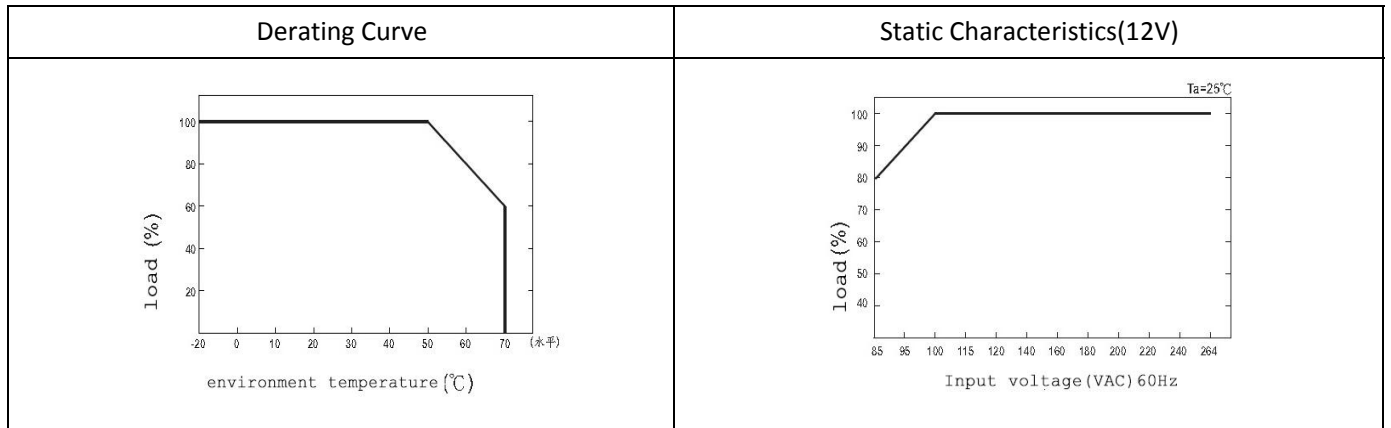 Derating Curve
Static Characteristics(12V)
100
80
60
40
20
-20 0 10 20 30 40 50 60 70 (水平)
load (%)
environment temperature(℃)
Ta=25℃
100
90
80
70
60
50
40
85 95 100 115 120 140 160 180 200 220 240 264
load(%)
Input voltage(VAC)60Hz